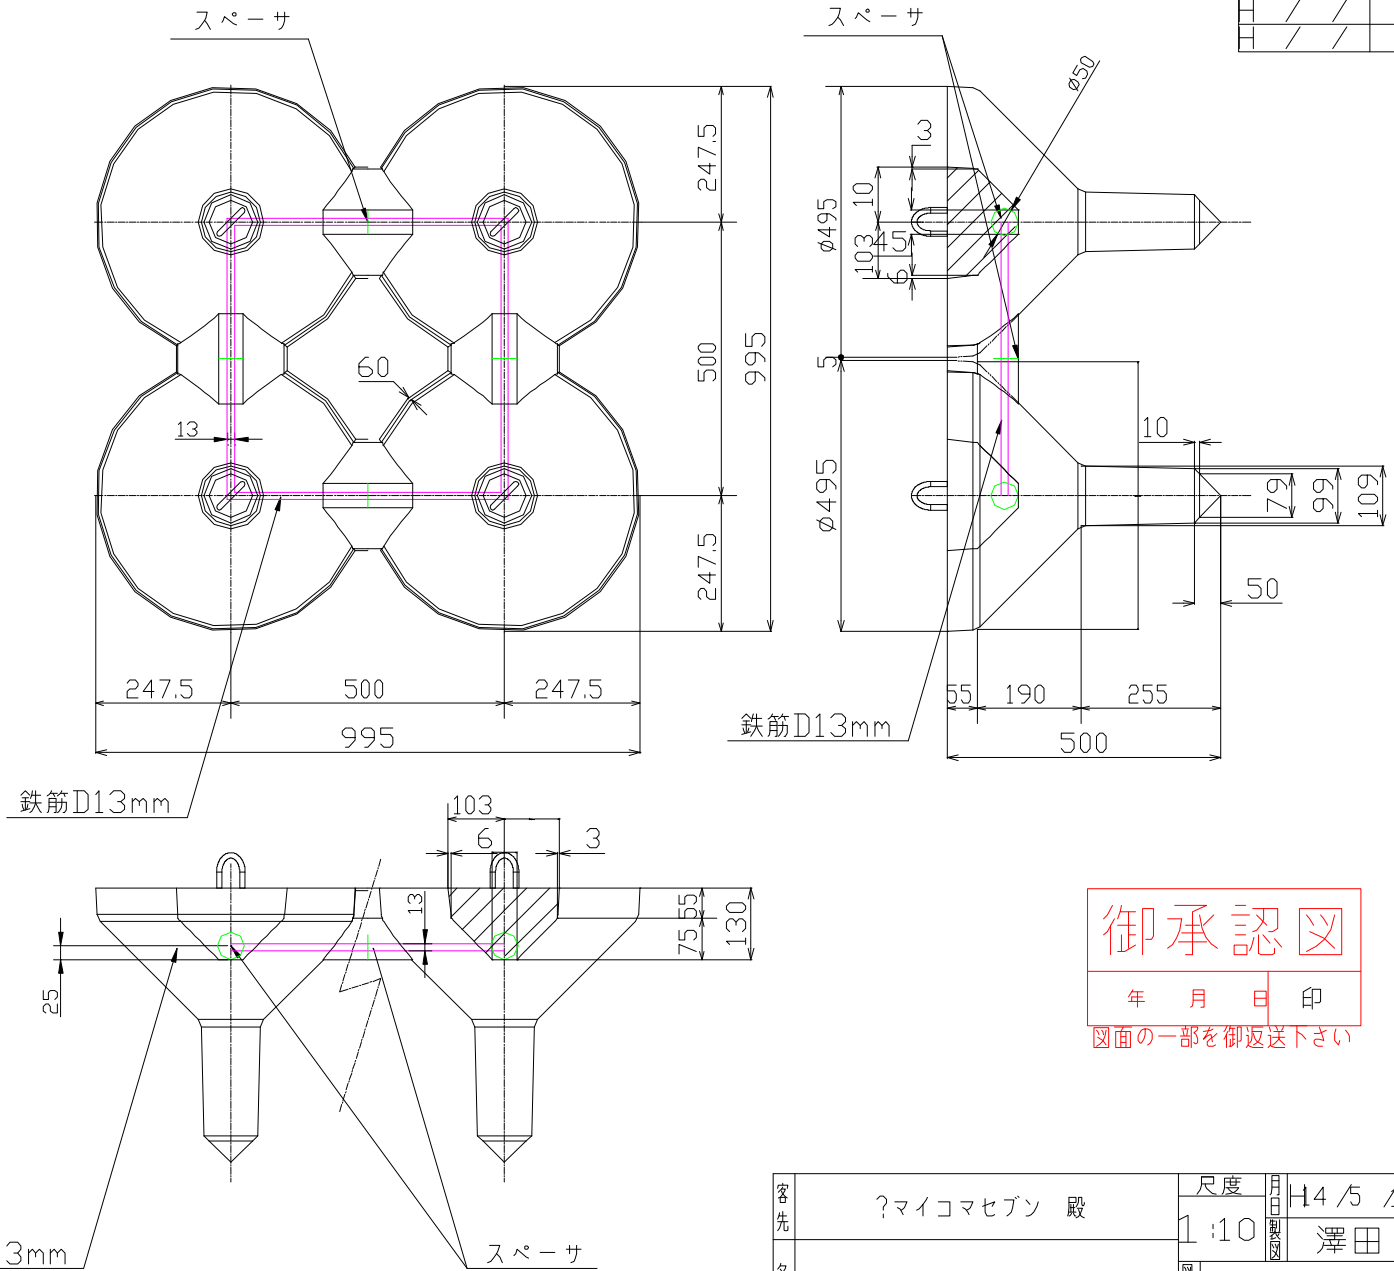 スペーサ
スペーサ
H / /
H / /
ø50
3
10
103
45
6
ø495
5
ø495
247.5
500
247.5
995
60
13
247.5
500
247.5
995
鉄筋D13mm
10
79
99
109
50
55
190
255
500
鉄筋D13mm
103
6
3
13
55
75
130
25
3mm
スペーサ
御承認図
年 月 日 印
図面の一部を御返送下さい
客先
?マイコマセブン 殿
尺度
1:10
月日
H14 /5 /
製図
澤田